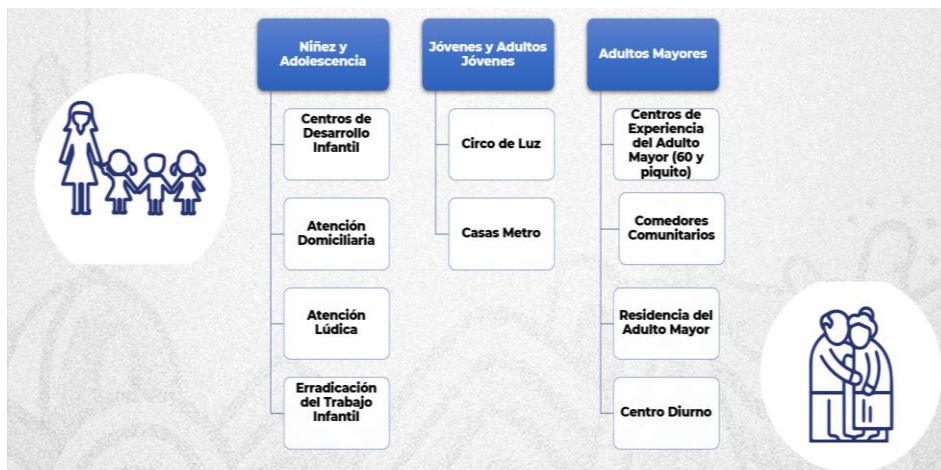 Niñez y
Adolescencia
Centros de
Desarrollo
Infantil
Atención
Domiciliaria
Atención
Lúdica
Erradicación
del Trabajo
Infantil
Jóvenes y Adultos
Jóvenes
Circo de Luz
Casas Metro
Adultos Mayores
Centros de
Experiencia
del Adulto
Mayor (60 y
piquito)
Comedores
Comunitarios
Residencia del
Adulto Mayor
Centro Diurno